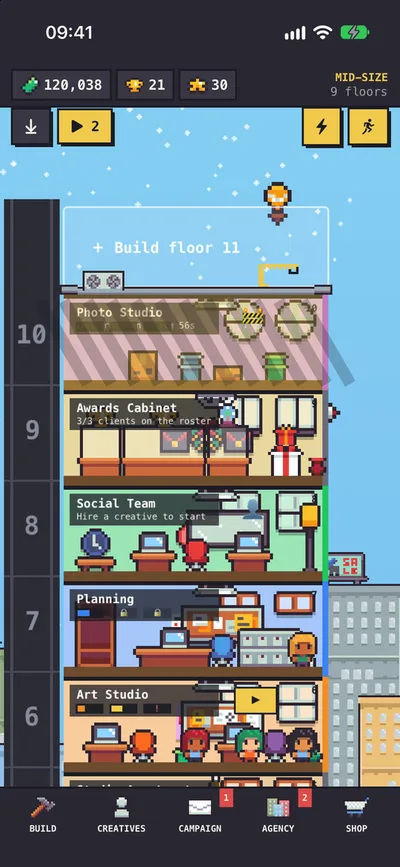 09:41
120,038 21 30 MID-SIZE
9 floors
2
+ Build floor 11
10 Photo Studio
56s
9 Awards Cabinet
3/3 clients on the roster
8 Social Team
Hire a creative to start
SALE
7 Planning
6 Art Studio
1 2
BUILD CREATIVES CAMPAIGN AGENCY SHOP